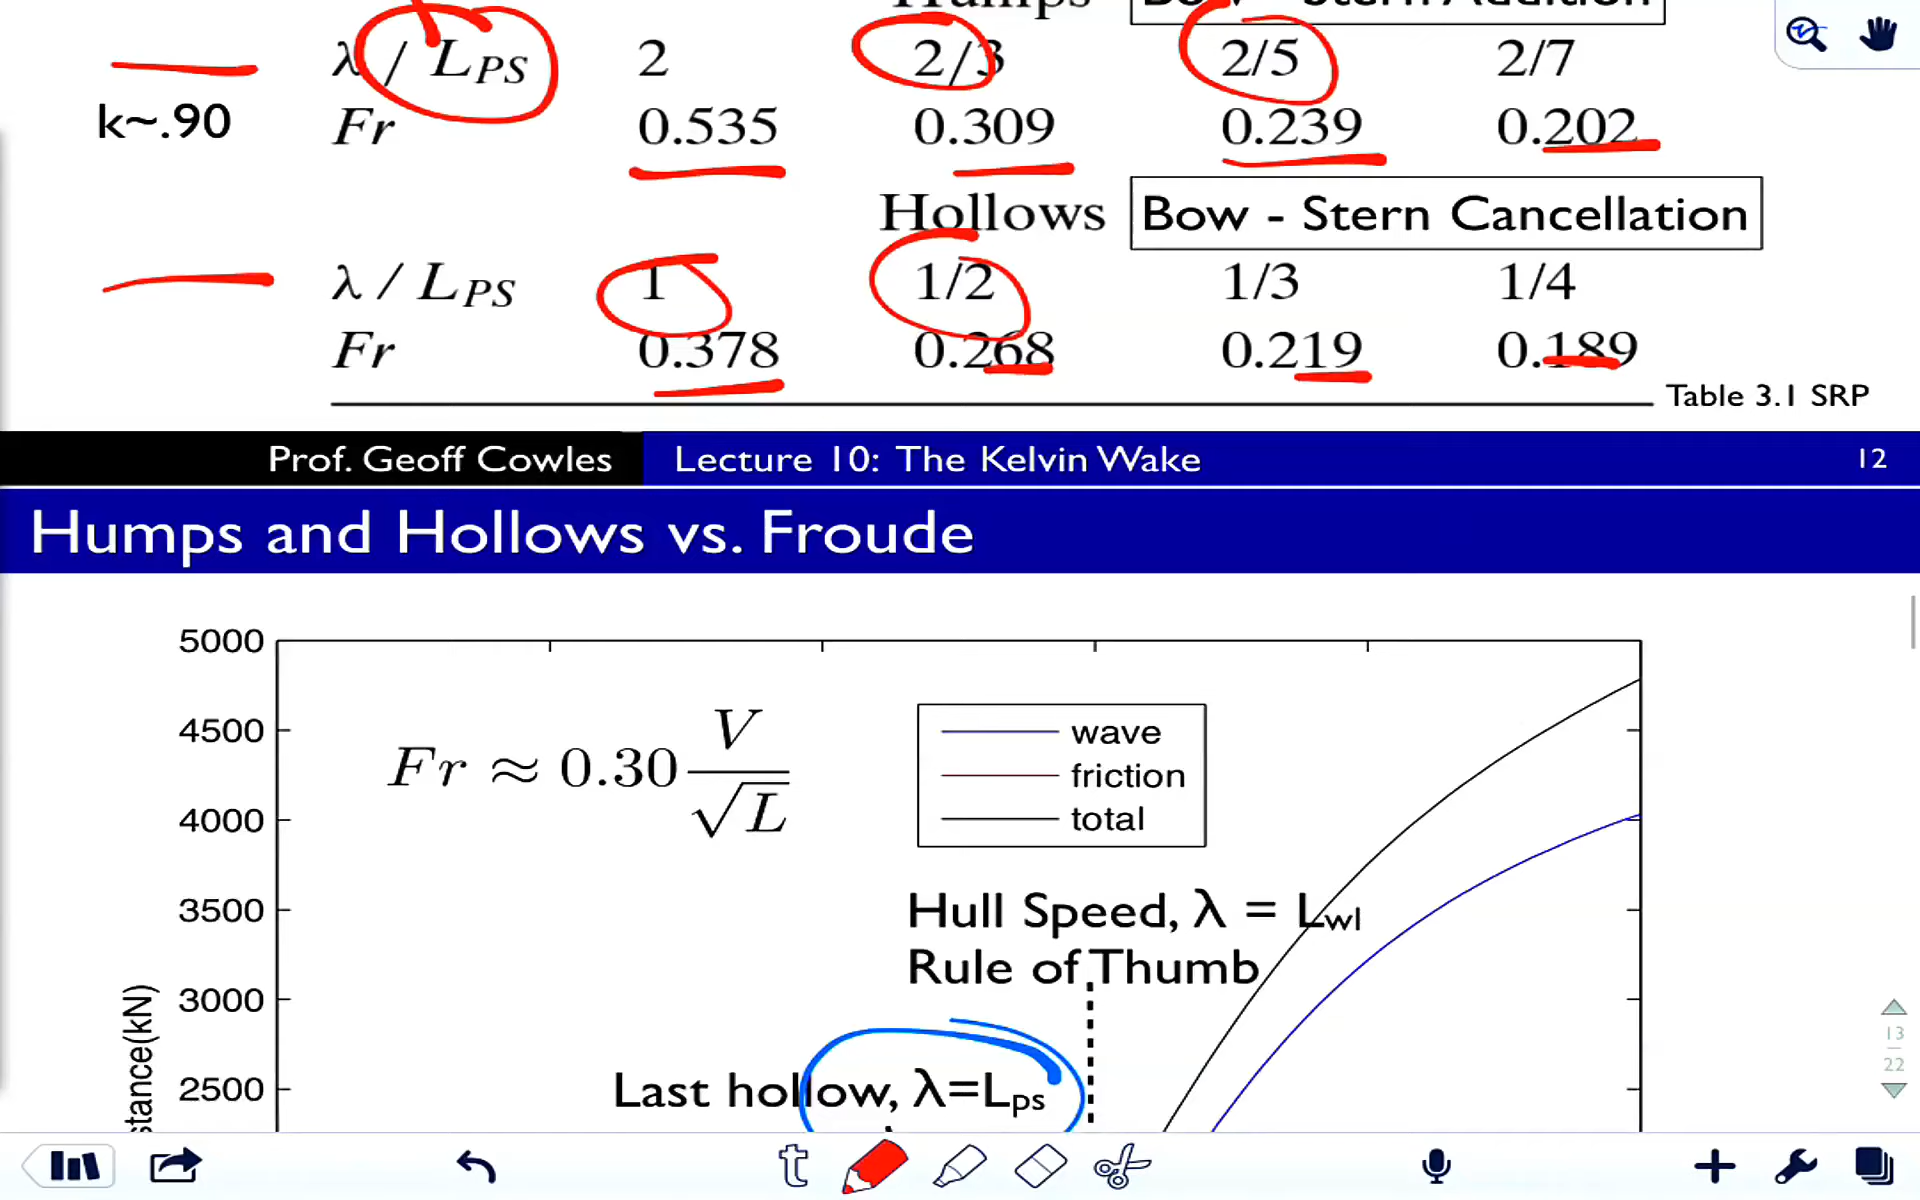 Humps Bow - Stern Addition
λ / LPS 2 2/3 2/5 2/7
k~.90 Fr 0.535 0.309 0.239 0.202
Hollows Bow - Stern Cancellation
λ / LPS 1 1/2 1/3 1/4
Fr 0.378 0.268 0.219 0.189
Table 3.1 SRP
Prof. Geoff Cowles Lecture 10: The Kelvin Wake 12
Humps and Hollows vs. Froude
5000
4500
4000
3500
3000
2500
stance(kN)
Fr ≈ 0.30 V/√L
wave
friction
total
Hull Speed, λ = Lwl
Rule of Thumb
Last hollow, λ=Lps
13
22
t